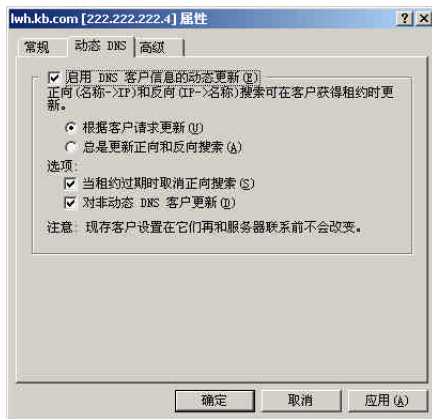 lwh.kb.com [222.222.222.4] 属性
常规 动态 DNS 高级
启用 DNS 客户信息的动态更新(E)
正向(名称->IP)和反向(IP->名称)搜索可在客户获得租约时更
新。
根据客户请求更新(U)
总是更新正向和反向搜索(A)
选项:
当租约过期时取消正向搜索(S)
对非动态 DNS 客户更新(D)
注意: 现存客户设置在它们再和服务器联系前不会改变。
确定 取消 应用(A)